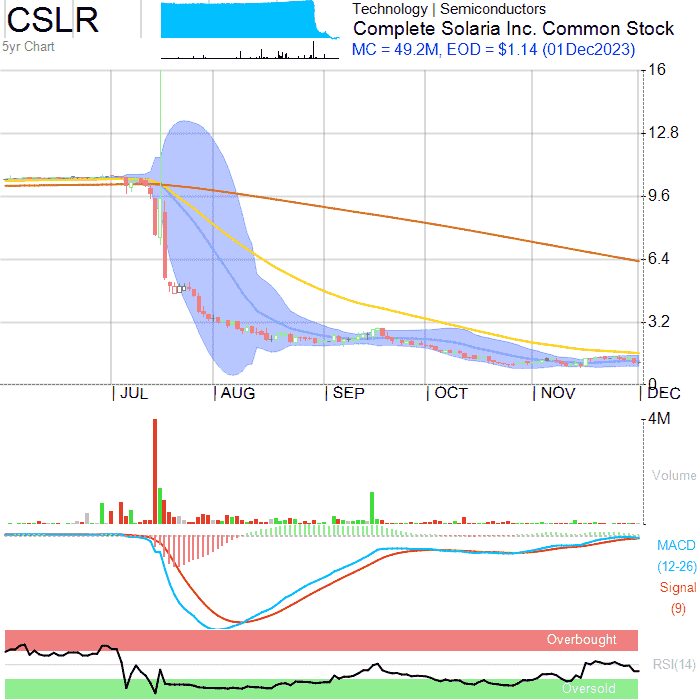 CSLR
5yr Chart
Technology | Semiconductors
Complete Solaria Inc. Common Stock
MC = 49.2M, EOD = $1.14 (01Dec2023)
16
12.8
9.6
6.4
3.2
0
| JUL | AUG | SEP | OCT | NOV | DEC
4M
Volume
MACD
(12-26)
Signal
(9)
Overbought
RSI(14)
Oversold